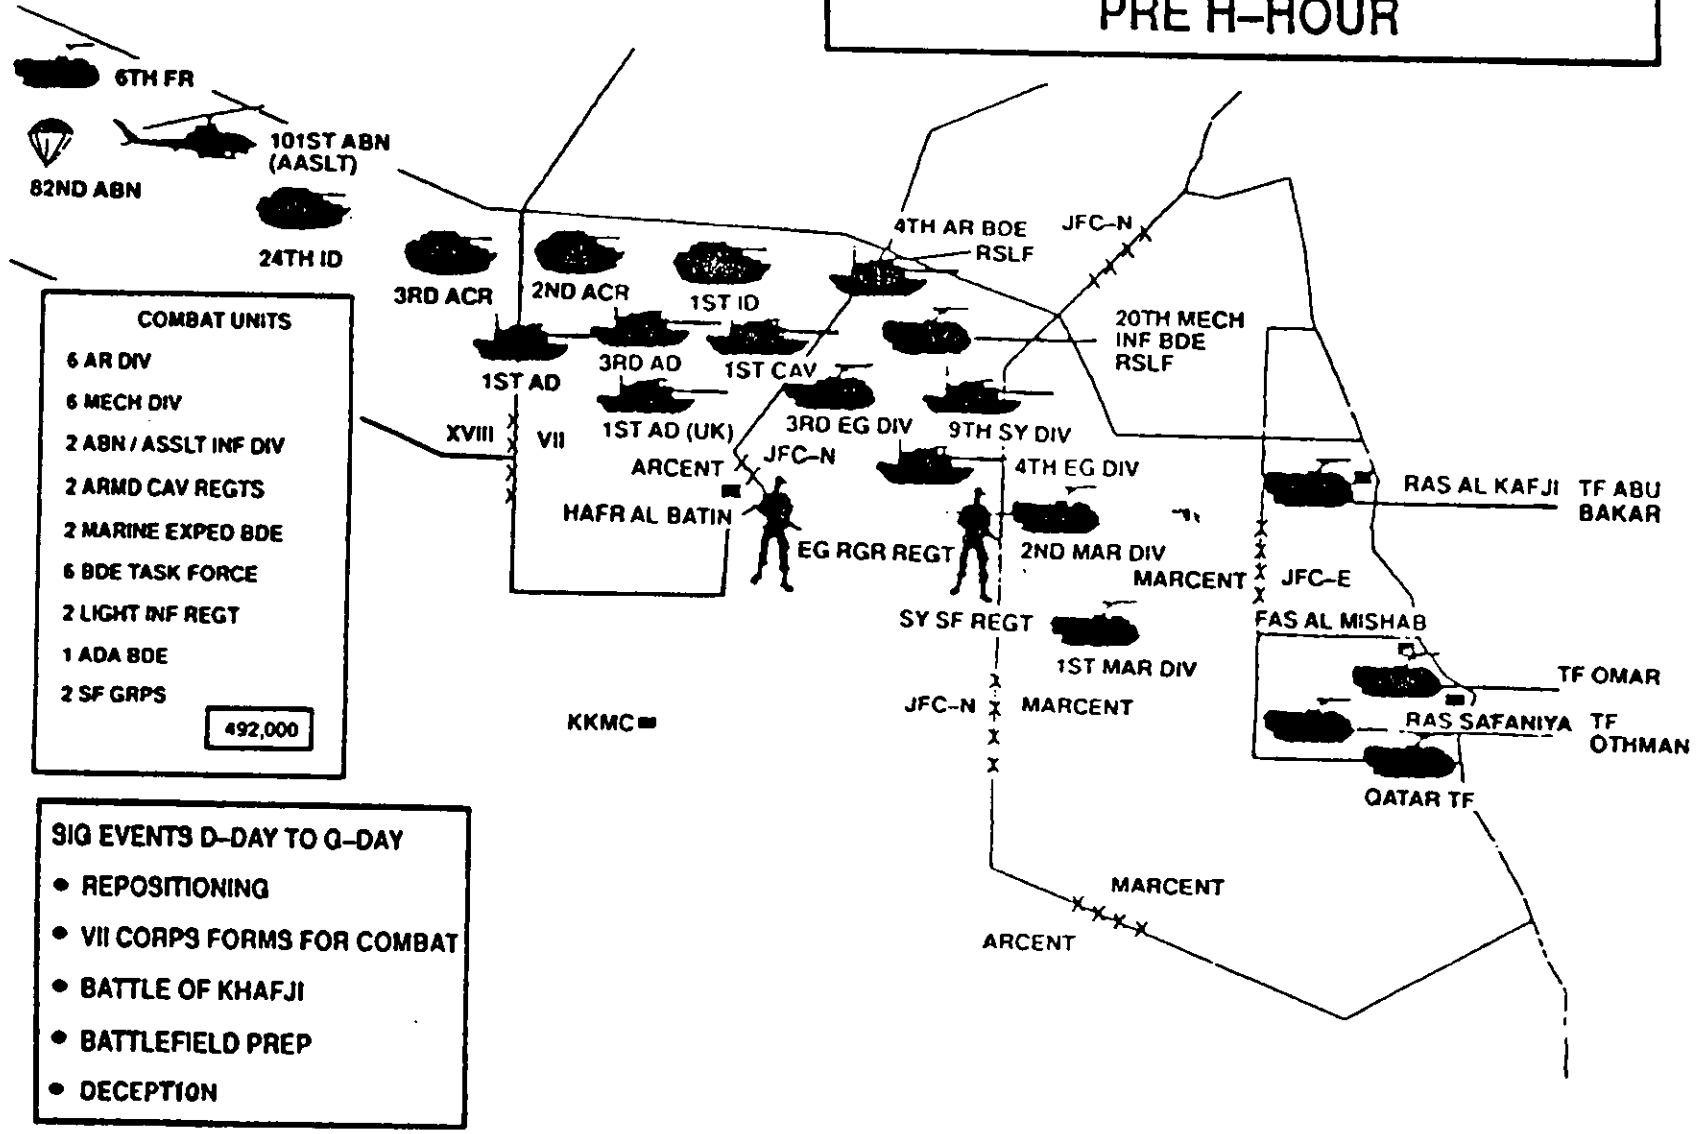 PRE H-HOUR
6TH FR
82ND ABN
101ST ABN
(AASLT)
24TH ID
3RD ACR
2ND ACR
1ST ID
4TH AR BDE
RSLF
JFC-N
20TH MECH
INF BDE
RSLF
1ST AD
3RD AD
1ST CAV
1ST AD (UK)
3RD EG DIV
9TH SY DIV
4TH EG DIV
XVIII
VII
ARCENT
JFC-N
HAFR AL BATIN
EG RGR REGT
2ND MAR DIV
SY SF REGT
1ST MAR DIV
MARCENT
JFC-E
RAS AL KAFJI
TF ABU
BAKAR
FAS AL MISHAB
TF OMAR
RAS SAFANIYA
TF
OTHMAN
QATAR TF
KKMC
JFC-N
MARCENT
MARCENT
ARCENT
COMBAT UNITS
6 AR DIV
6 MECH DIV
2 ABN / ASSLT INF DIV
2 ARMD CAV REGTS
2 MARINE EXPED BDE
6 BDE TASK FORCE
2 LIGHT INF REGT
1 ADA BDE
2 SF GRPS
492,000
SIG EVENTS D-DAY TO G-DAY
• REPOSITIONING
• VII CORPS FORMS FOR COMBAT
• BATTLE OF KHAFJI
• BATTLEFIELD PREP
• DECEPTION